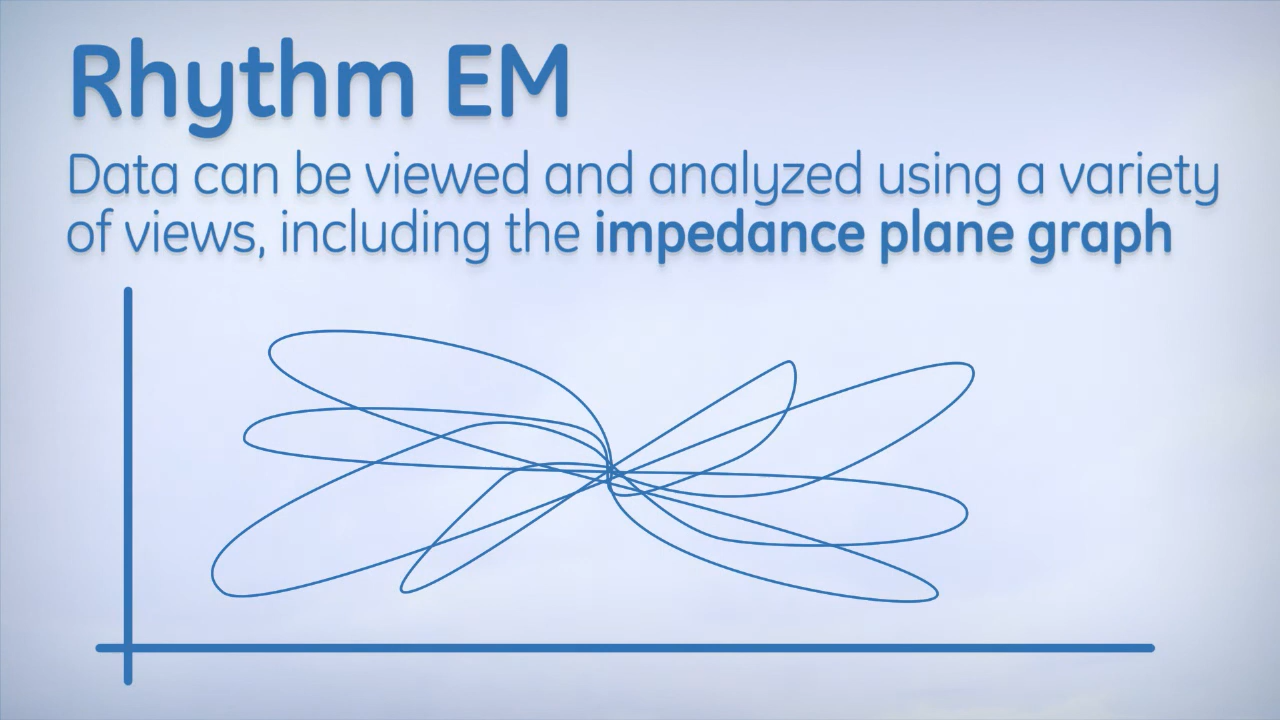 Rhythm EM
Data can be viewed and analyzed using a variety
of views, including the impedance plane graph